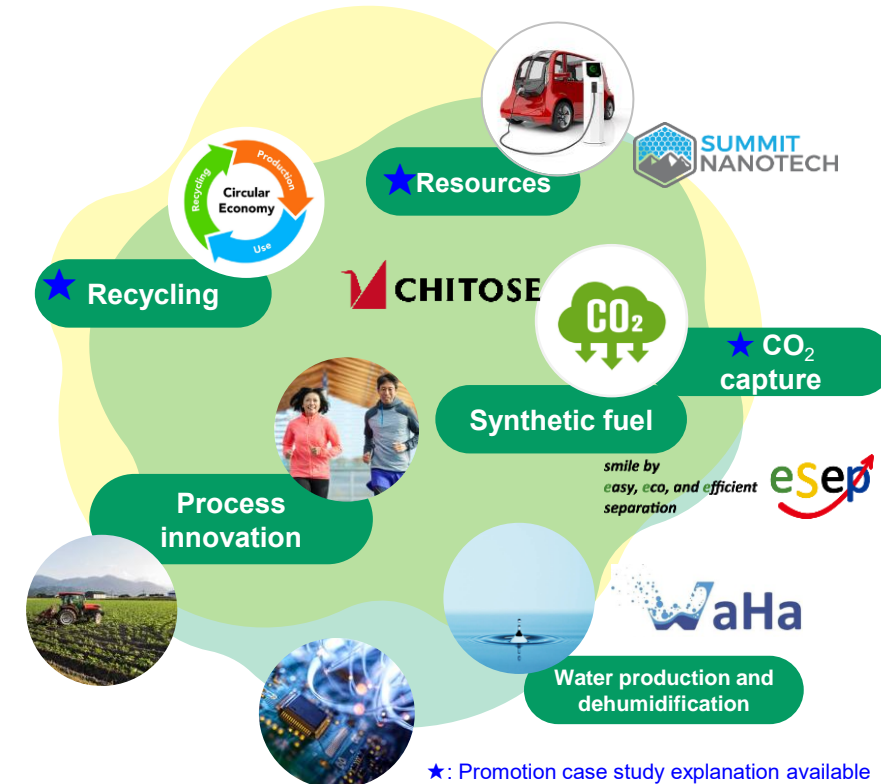 SUMMIT
NANOTECH
★Resources
Recycling
Production
Use
Circular
Economy
★ Recycling
CHITOSE
CO₂
★ CO₂
capture
Synthetic fuel
smile by
easy, eco, and efficient
separation
eSep
Process
innovation
WaHa
Water production and
dehumidification
★: Promotion case study explanation available